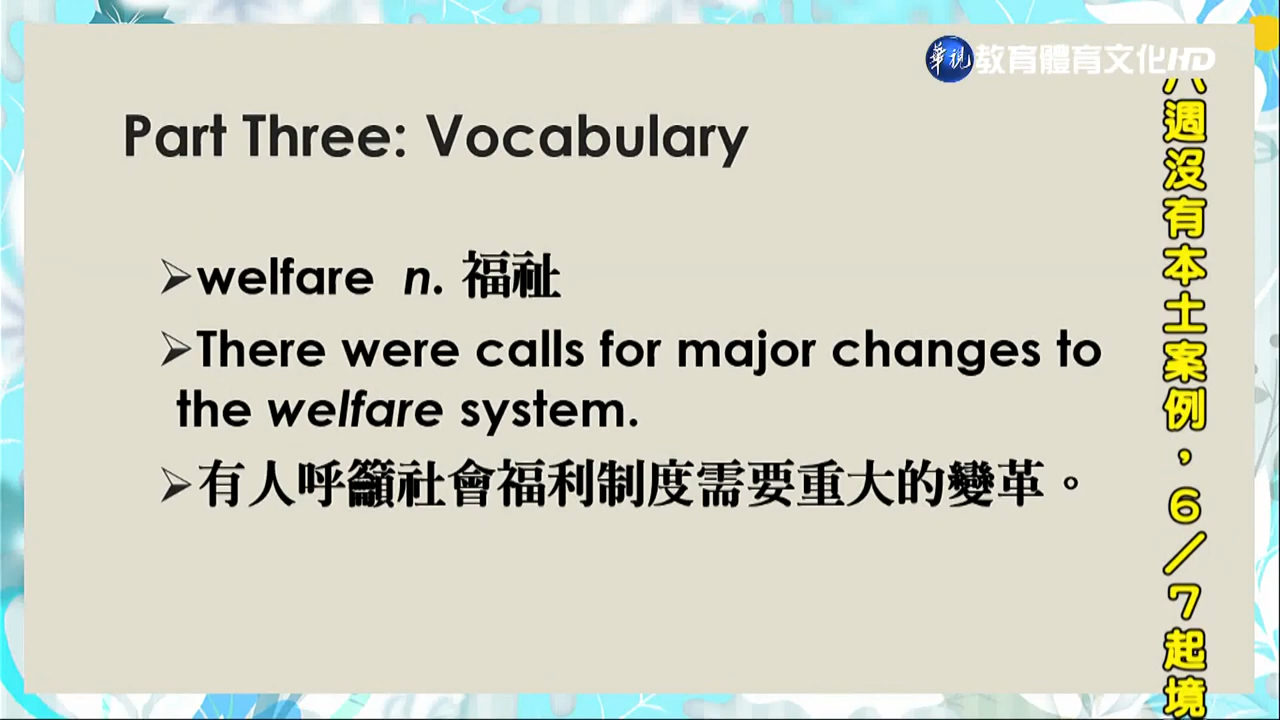 華視 教育體育文化HD
Part Three: Vocabulary
➢welfare n. 福祉
➢There were calls for major changes to
the welfare system.
➢有人呼籲社會福利制度需要重大的變革。
八週沒有本土案例，6/7起境